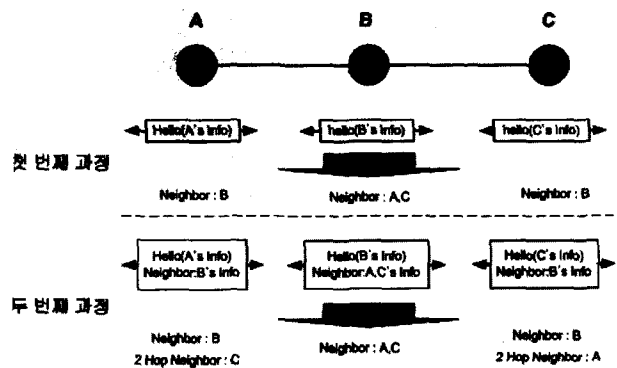 A B C
Hello(A's Info) hello(B's Info) hello(C's Info)
첫 번째 과정
Neighbor : B Neighbor : A,C Neighbor : B
Hello(A's Info) Hello(B's Info) Hello(C's Info)
Neighbor:B's Info Neighbor:A,C's Info Neighbor:B's Info
두 번째 과정
Neighbor : B Neighbor : A,C Neighbor : B
2 Hop Neighbor : C 2 Hop Neighbor : A